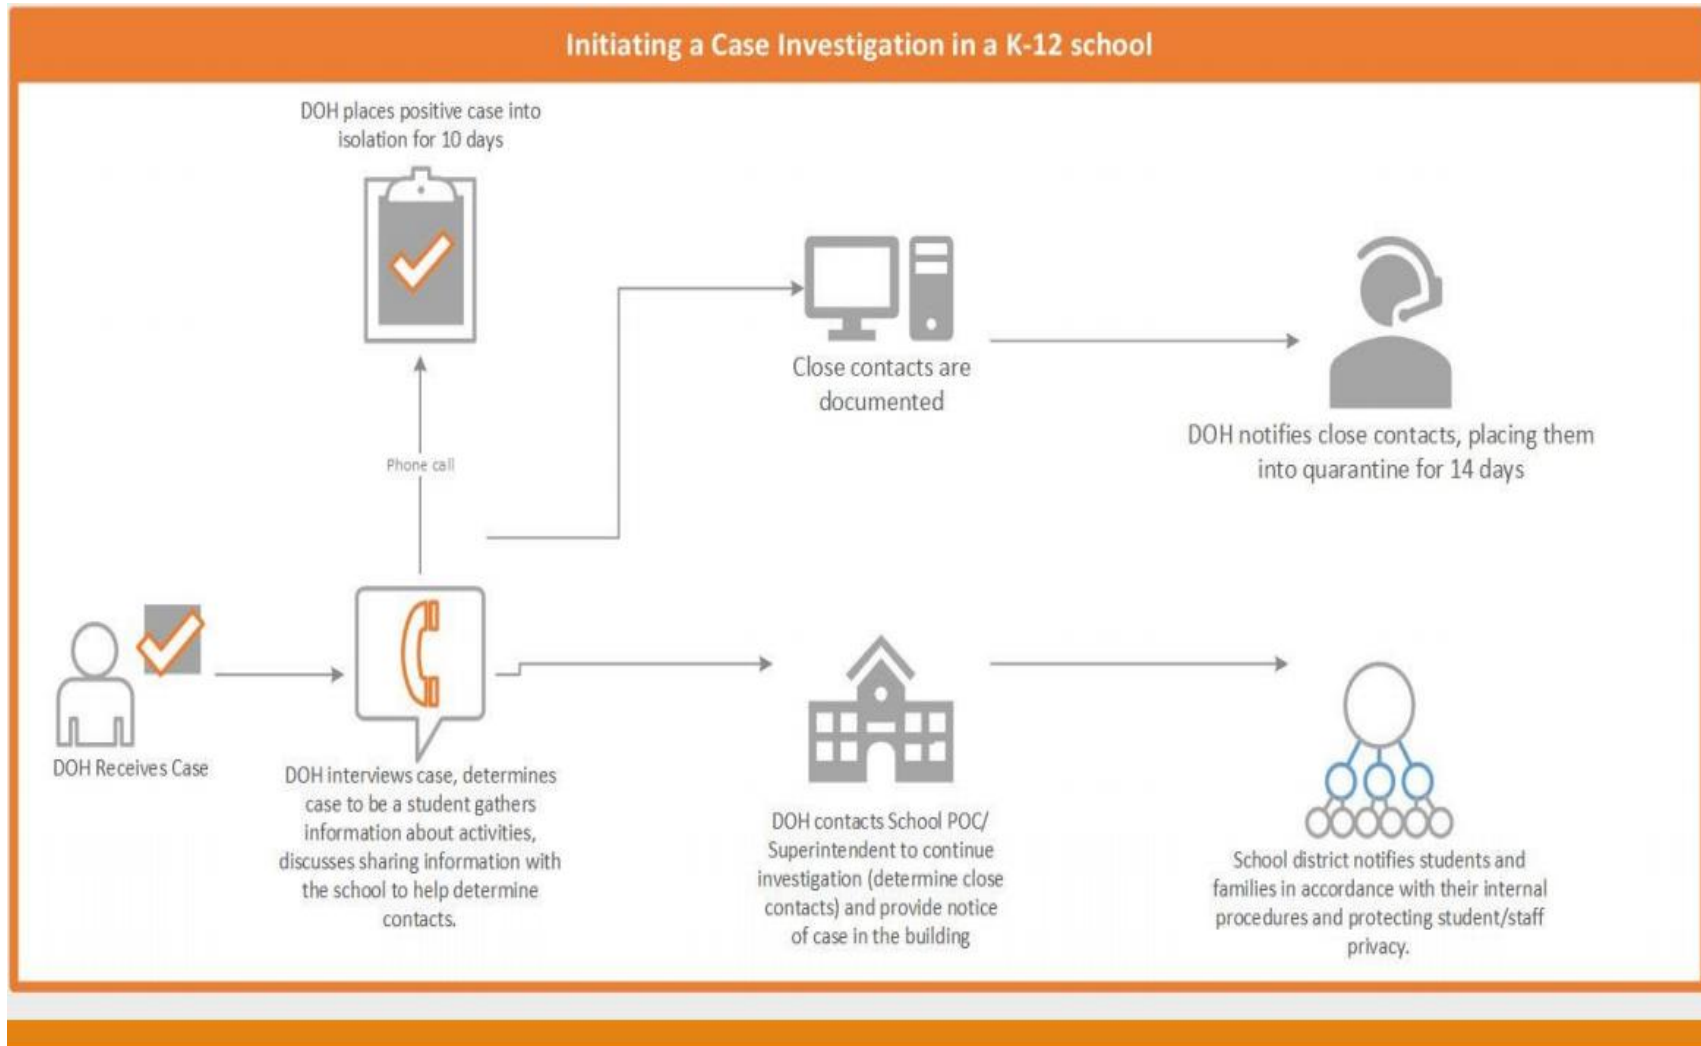 Initiating a Case Investigation in a K-12 school
DOH places positive case into
isolation for 10 days
Phone call
Close contacts are
documented
DOH notifies close contacts, placing them
into quarantine for 14 days
DOH Receives Case
DOH interviews case, determines
case to be a student gathers
information about activities,
discusses sharing information with
the school to help determine
contacts.
DOH contacts School POC/
Superintendent to continue
investigation (determine close
contacts) and provide notice
of case in the building
School district notifies students and
families in accordance with their internal
procedures and protecting student/staff
privacy.